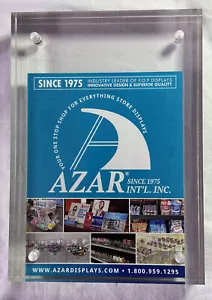 SINCE 1975
INDUSTRY LEADER OF P.O.P DISPLAYS
INNOVATIVE DESIGN & SUPERIOR QUALITY
YOUR ONE STOP SHOP FOR EVERYTHING STORE DISPLAYS
AZAR®
SINCE 1975
INT'L. INC.
WWW.AZARDISPLAYS.COM • 1.800.959.1295